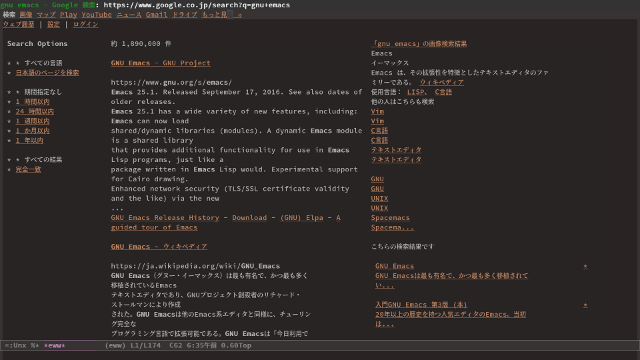 gnu emacs - Google 検索: https://www.google.co.jp/search?q=gnu+emacs
検索 画像 マップ Play YouTube ニュース Gmail ドライブ もっと見る »
ウェブ履歴 | 設定 | ログイン
Search Options
* * すべての言語
* 日本語のページを検索
* * 期間指定なし
* 1 時間以内
* 24 時間以内
* 1 週間以内
* 1 か月以内
* 1 年以内
* * すべての結果
* 完全一致
約 1,890,000 件
GNU Emacs - GNU Project
https://www.gnu.org/s/emacs/
Emacs 25.1. Released September 17, 2016. See also dates of
older releases.
Emacs 25.1 has a wide variety of new features, including:
Emacs can now load
shared/dynamic libraries (modules). A dynamic Emacs module
is a shared library
that provides additional functionality for use in Emacs
Lisp programs, just like a
package written in Emacs Lisp would. Experimental support
for Cairo drawing.
Enhanced network security (TLS/SSL certificate validity
and the like) via the new
...
GNU Emacs Release History - Download - (GNU) Elpa - A
guided tour of Emacs
GNU Emacs - ウィキペディア
https://ja.wikipedia.org/wiki/GNU_Emacs
GNU Emacs（グヌー・イーマックス）は最も有名で、かつ最も多く
移植されているEmacs
テキストエディタであり、GNUプロジェクト創設者のリチャード・
ストールマンにより作成
された。GNU Emacsは他のEmacs系エディタと同様に、チューリン
グ完全な
プログラミング言語で拡張可能である。GNU Emacsは「今日利用で
「gnu emacs」の画像検索結果
Emacs
イーマックス
Emacs は、その拡張性を特徴としたテキストエディタのファ
ミリーである。 ウィキペディア
使用言語： LISP、 C言語
他の人はこちらも検索
Vim
Vim
C言語
C言語
テキストエディタ
テキストエディタ
GNU
GNU
UNIX
UNIX
Spacemacs
Spacema...
こちらの検索結果です
GNU Emacs *
GNU Emacsは最も有名で、かつ最も多く移植されて
い...
入門GNU Emacs 第3版 (本) *
20年以上の歴史を持つ人気エディタのEmacs。当初
は...
=:Unx %* *eww* (eww) L1/L174 C62 6:35午前 0.60Top